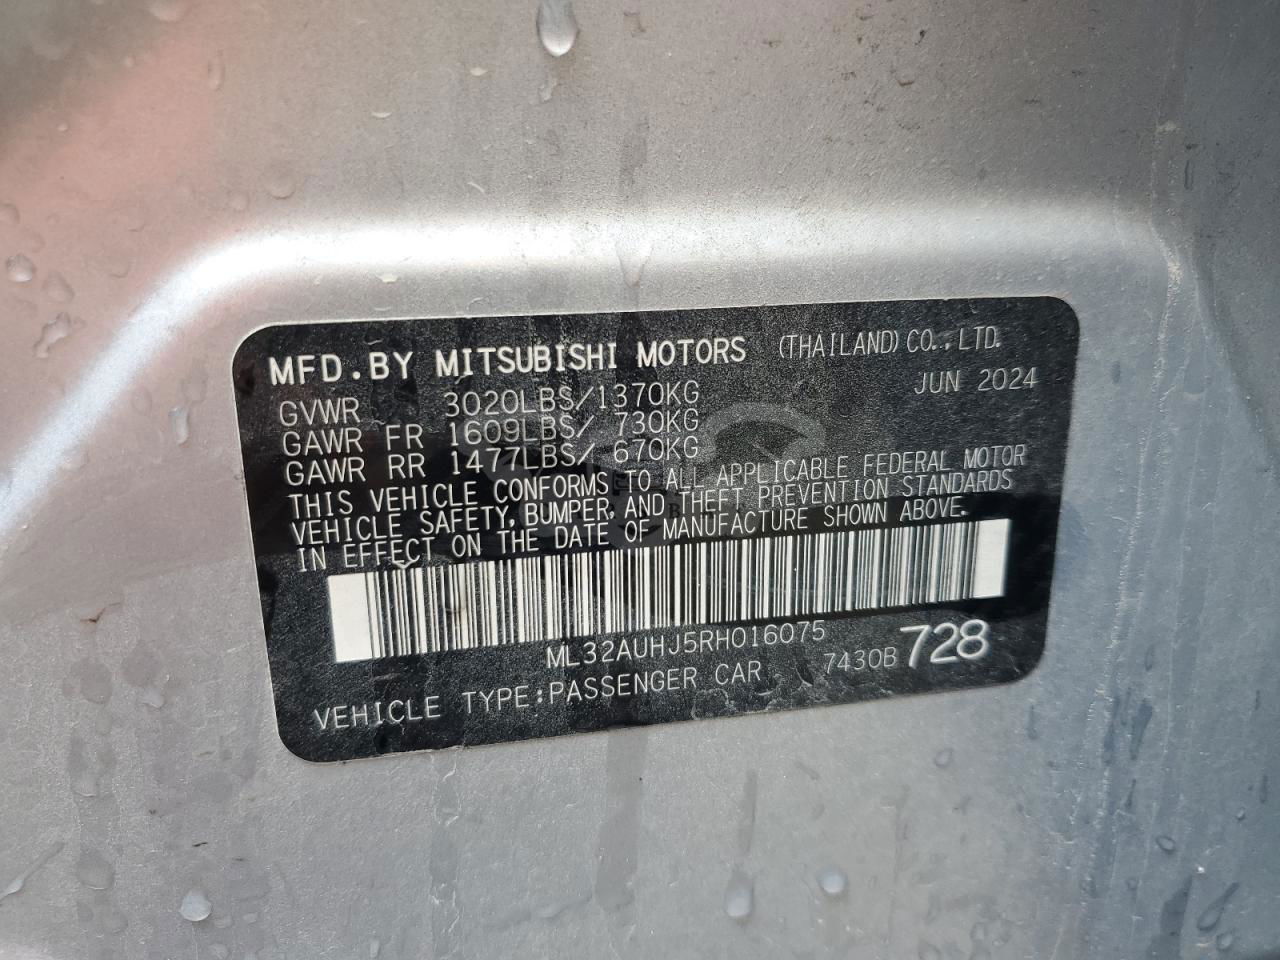 MFD. BY MITSUBISHI MOTORS (THAILAND) CO., LTD.
GVWR 3020LBS/1370KG JUN 2024
GAWR FR 1609LBS/ 730KG
GAWR RR 1477LBS/ 670KG
THIS VEHICLE CONFORMS TO ALL APPLICABLE FEDERAL MOTOR
VEHICLE SAFETY, BUMPER, AND THEFT PREVENTION STANDARDS
IN EFFECT ON THE DATE OF MANUFACTURE SHOWN ABOVE.
ML32AUHJ5RH016075
VEHICLE TYPE:PASSENGER CAR 7430B 728